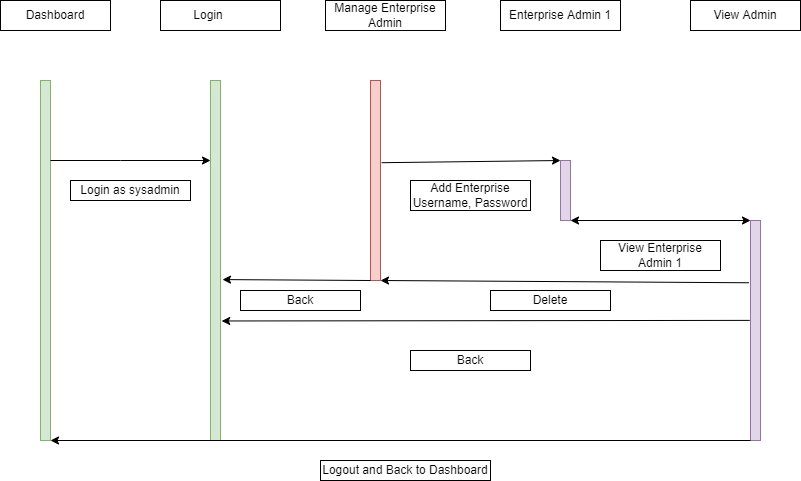 Dashboard
Login
Manage Enterprise
Admin
Enterprise Admin 1
View Admin
Login as sysadmin
Add Enterprise
Username, Password
View Enterprise
Admin 1
Back
Delete
Back
Logout and Back to Dashboard